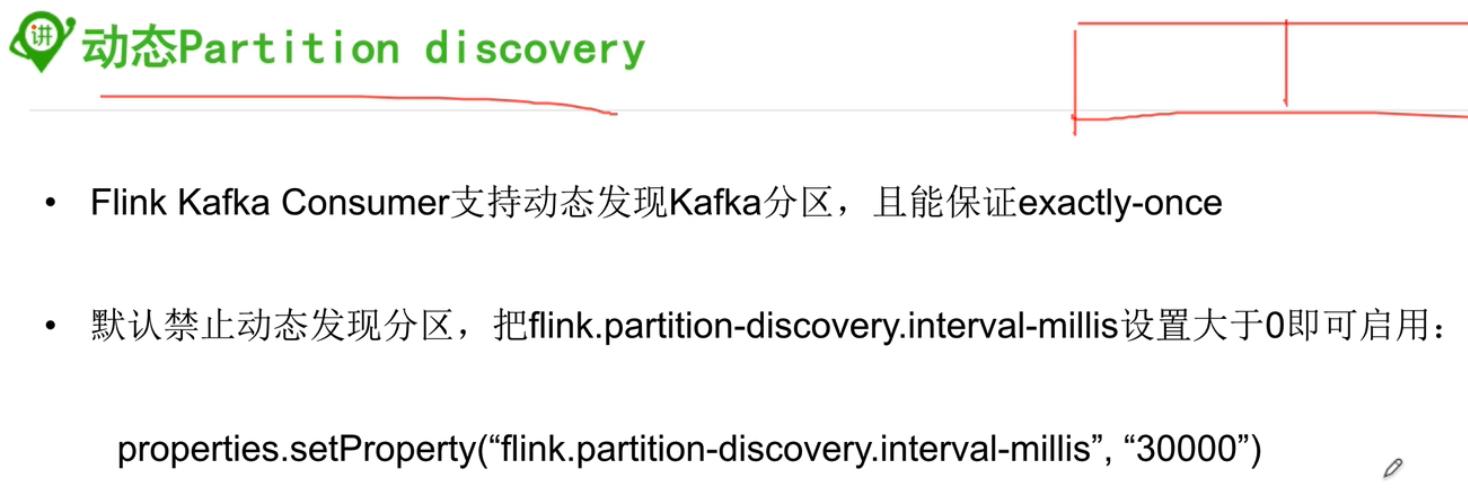 讲
动态Partition discovery
• Flink Kafka Consumer支持动态发现Kafka分区，且能保证exactly-once
• 默认禁止动态发现分区，把flink.partition-discovery.interval-millis设置大于0即可启用：
properties.setProperty(“flink.partition-discovery.interval-millis”, “30000”)